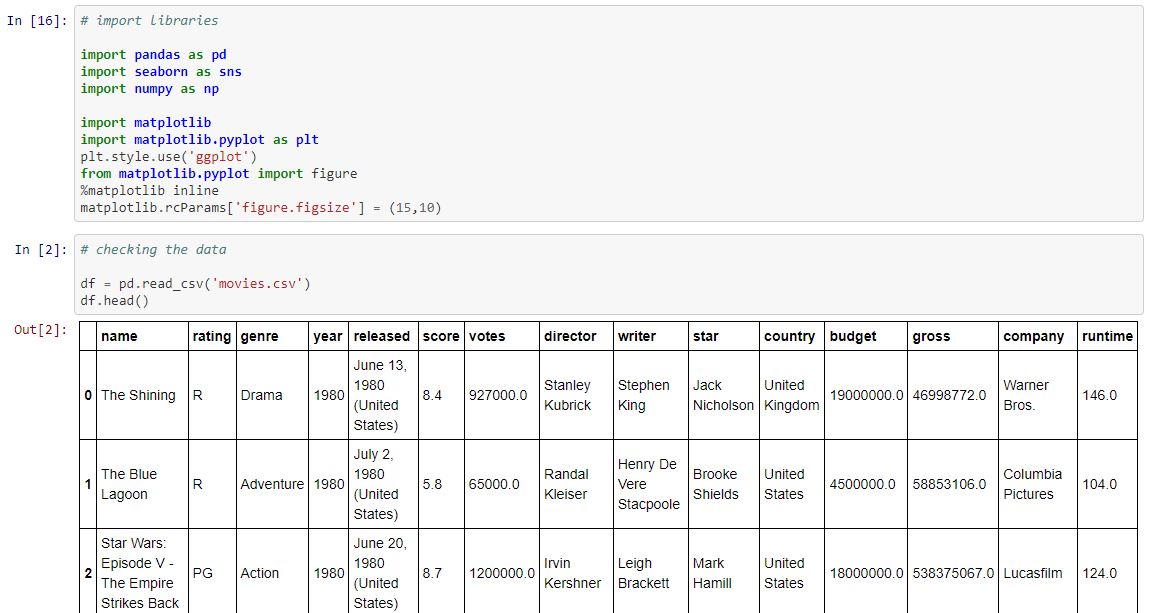 In [16]: # import libraries
import pandas as pd
import seaborn as sns
import numpy as np
import matplotlib
import matplotlib.pyplot as plt
plt.style.use('ggplot')
from matplotlib.pyplot import figure
%matplotlib inline
matplotlib.rcParams['figure.figsize'] = (15,10)
In [2]: # checking the data
df = pd.read_csv('movies.csv')
df.head()
Out[2]:
name rating genre year released score votes director writer star country budget gross company runtime
0 The Shining R Drama 1980 June 13, 1980 (United States) 8.4 927000.0 Stanley Kubrick Stephen King Jack Nicholson United Kingdom 19000000.0 46998772.0 Warner Bros. 146.0
1 The Blue Lagoon R Adventure 1980 July 2, 1980 (United States) 5.8 65000.0 Randal Kleiser Henry De Vere Stacpoole Brooke Shields United States 4500000.0 58853106.0 Columbia Pictures 104.0
2 Star Wars: Episode V - The Empire Strikes Back PG Action 1980 June 20, 1980 (United States) 8.7 1200000.0 Irvin Kershner Leigh Brackett Mark Hamill United States 18000000.0 538375067.0 Lucasfilm 124.0